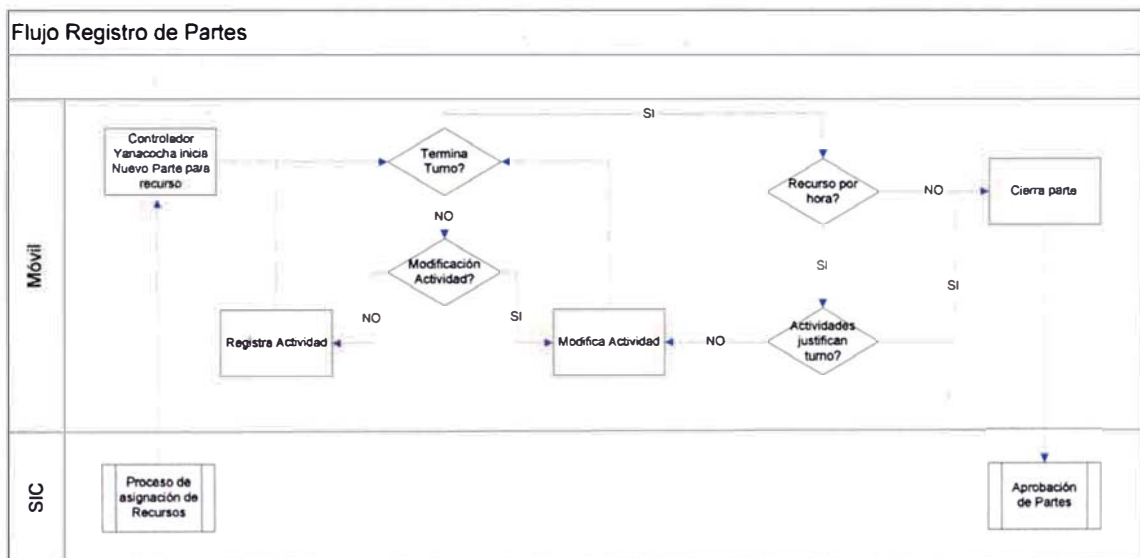 Flujo Registro de Partes
Móvil
SI
Controlador
Yanacocha inicia
Nuevo Parte para
recurso
Termina
Turno?
Recurso por
hora?
NO
Cierra parte
NO
Modificación
Actividad?
SI
SI
NO
SI
Registra Actividad
Modifica Actividad
NO
Actividades
justifican
turno?
SIC
Proceso de
asignación de
Recursos
Aprobación
de Partes